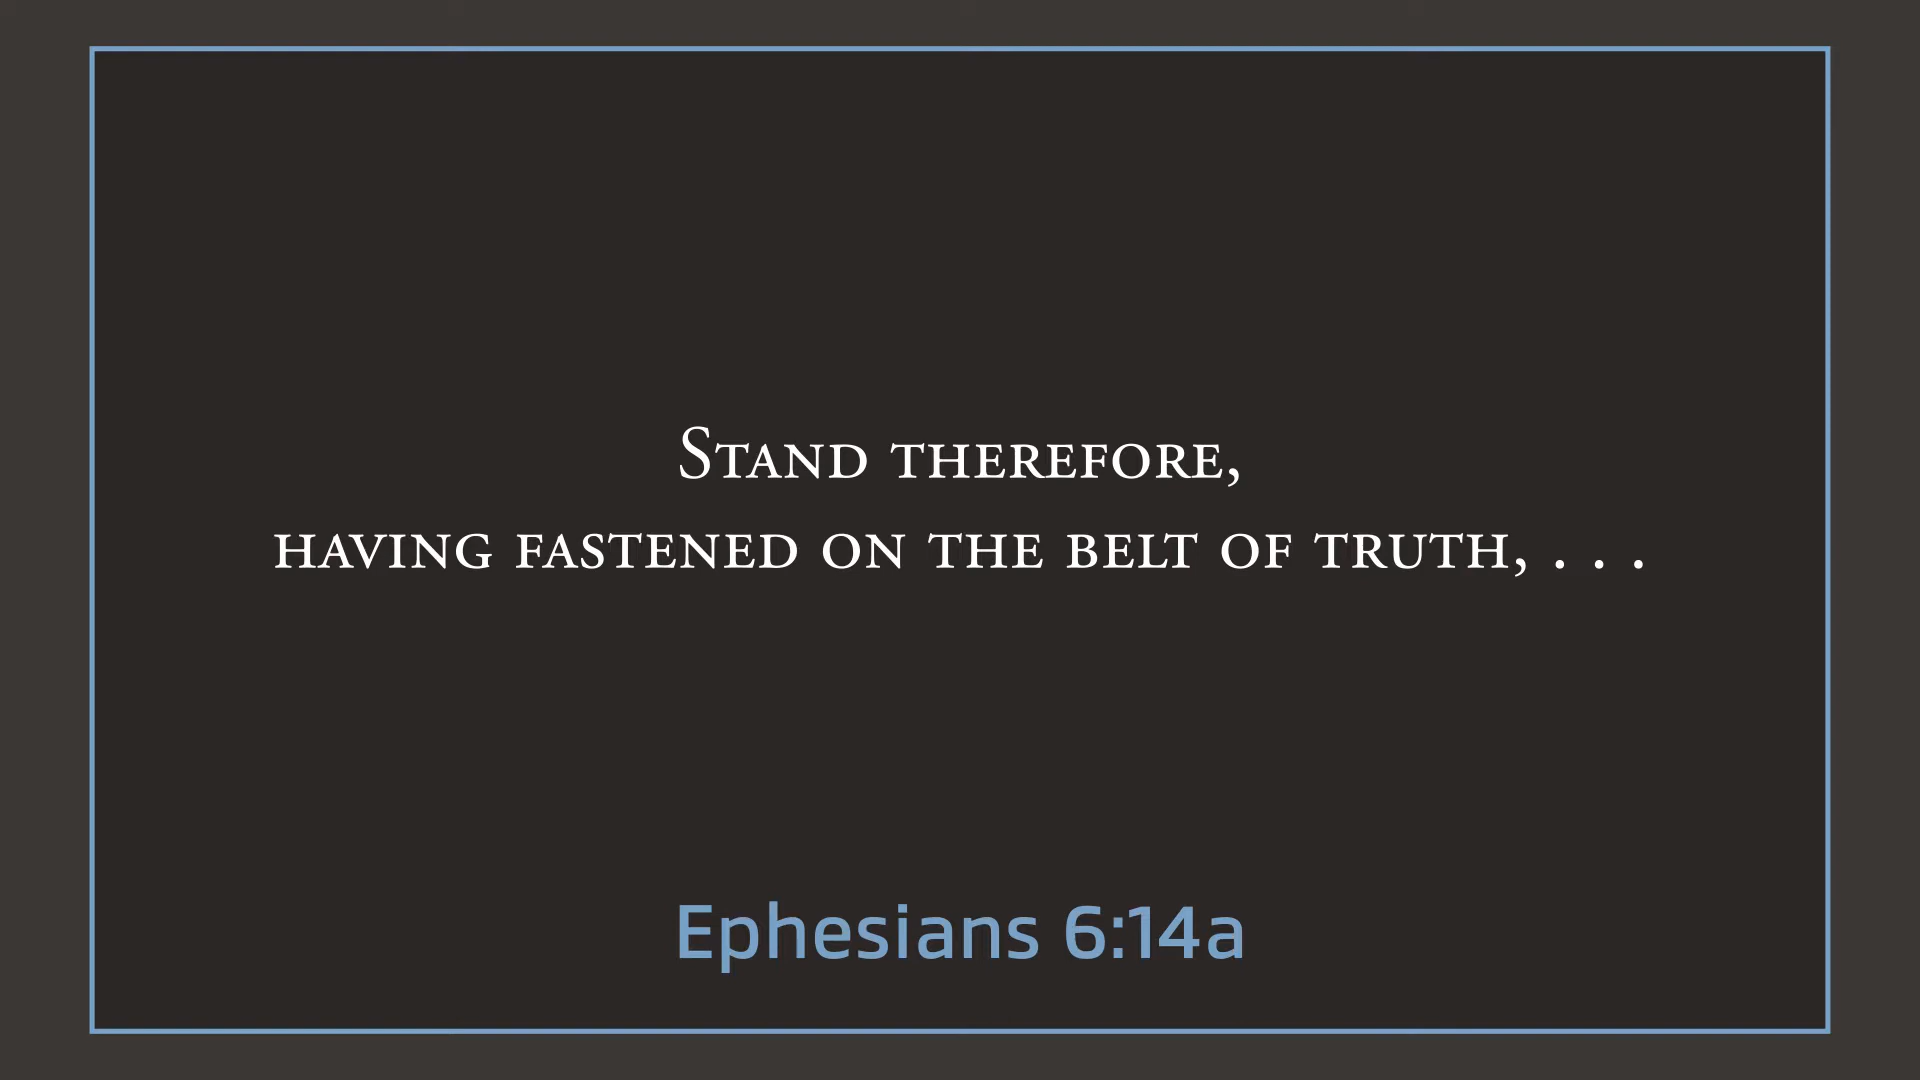 Stand therefore,
having fastened on the belt of truth, . . .
Ephesians 6:14a